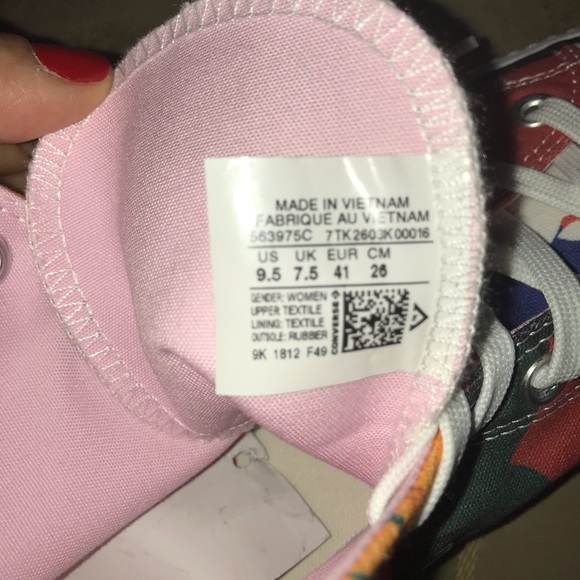 MADE IN VIETNAM
FABRIQUE AU VIETNAM
563975C 7TK2603K00016
US UK EUR CM
9.5 7.5 41 26
GENDER: WOMEN
UPPER: TEXTILE
LINING: TEXTILE
OUTSOLE: RUBBER
CONVERSE
9K 1812 F49